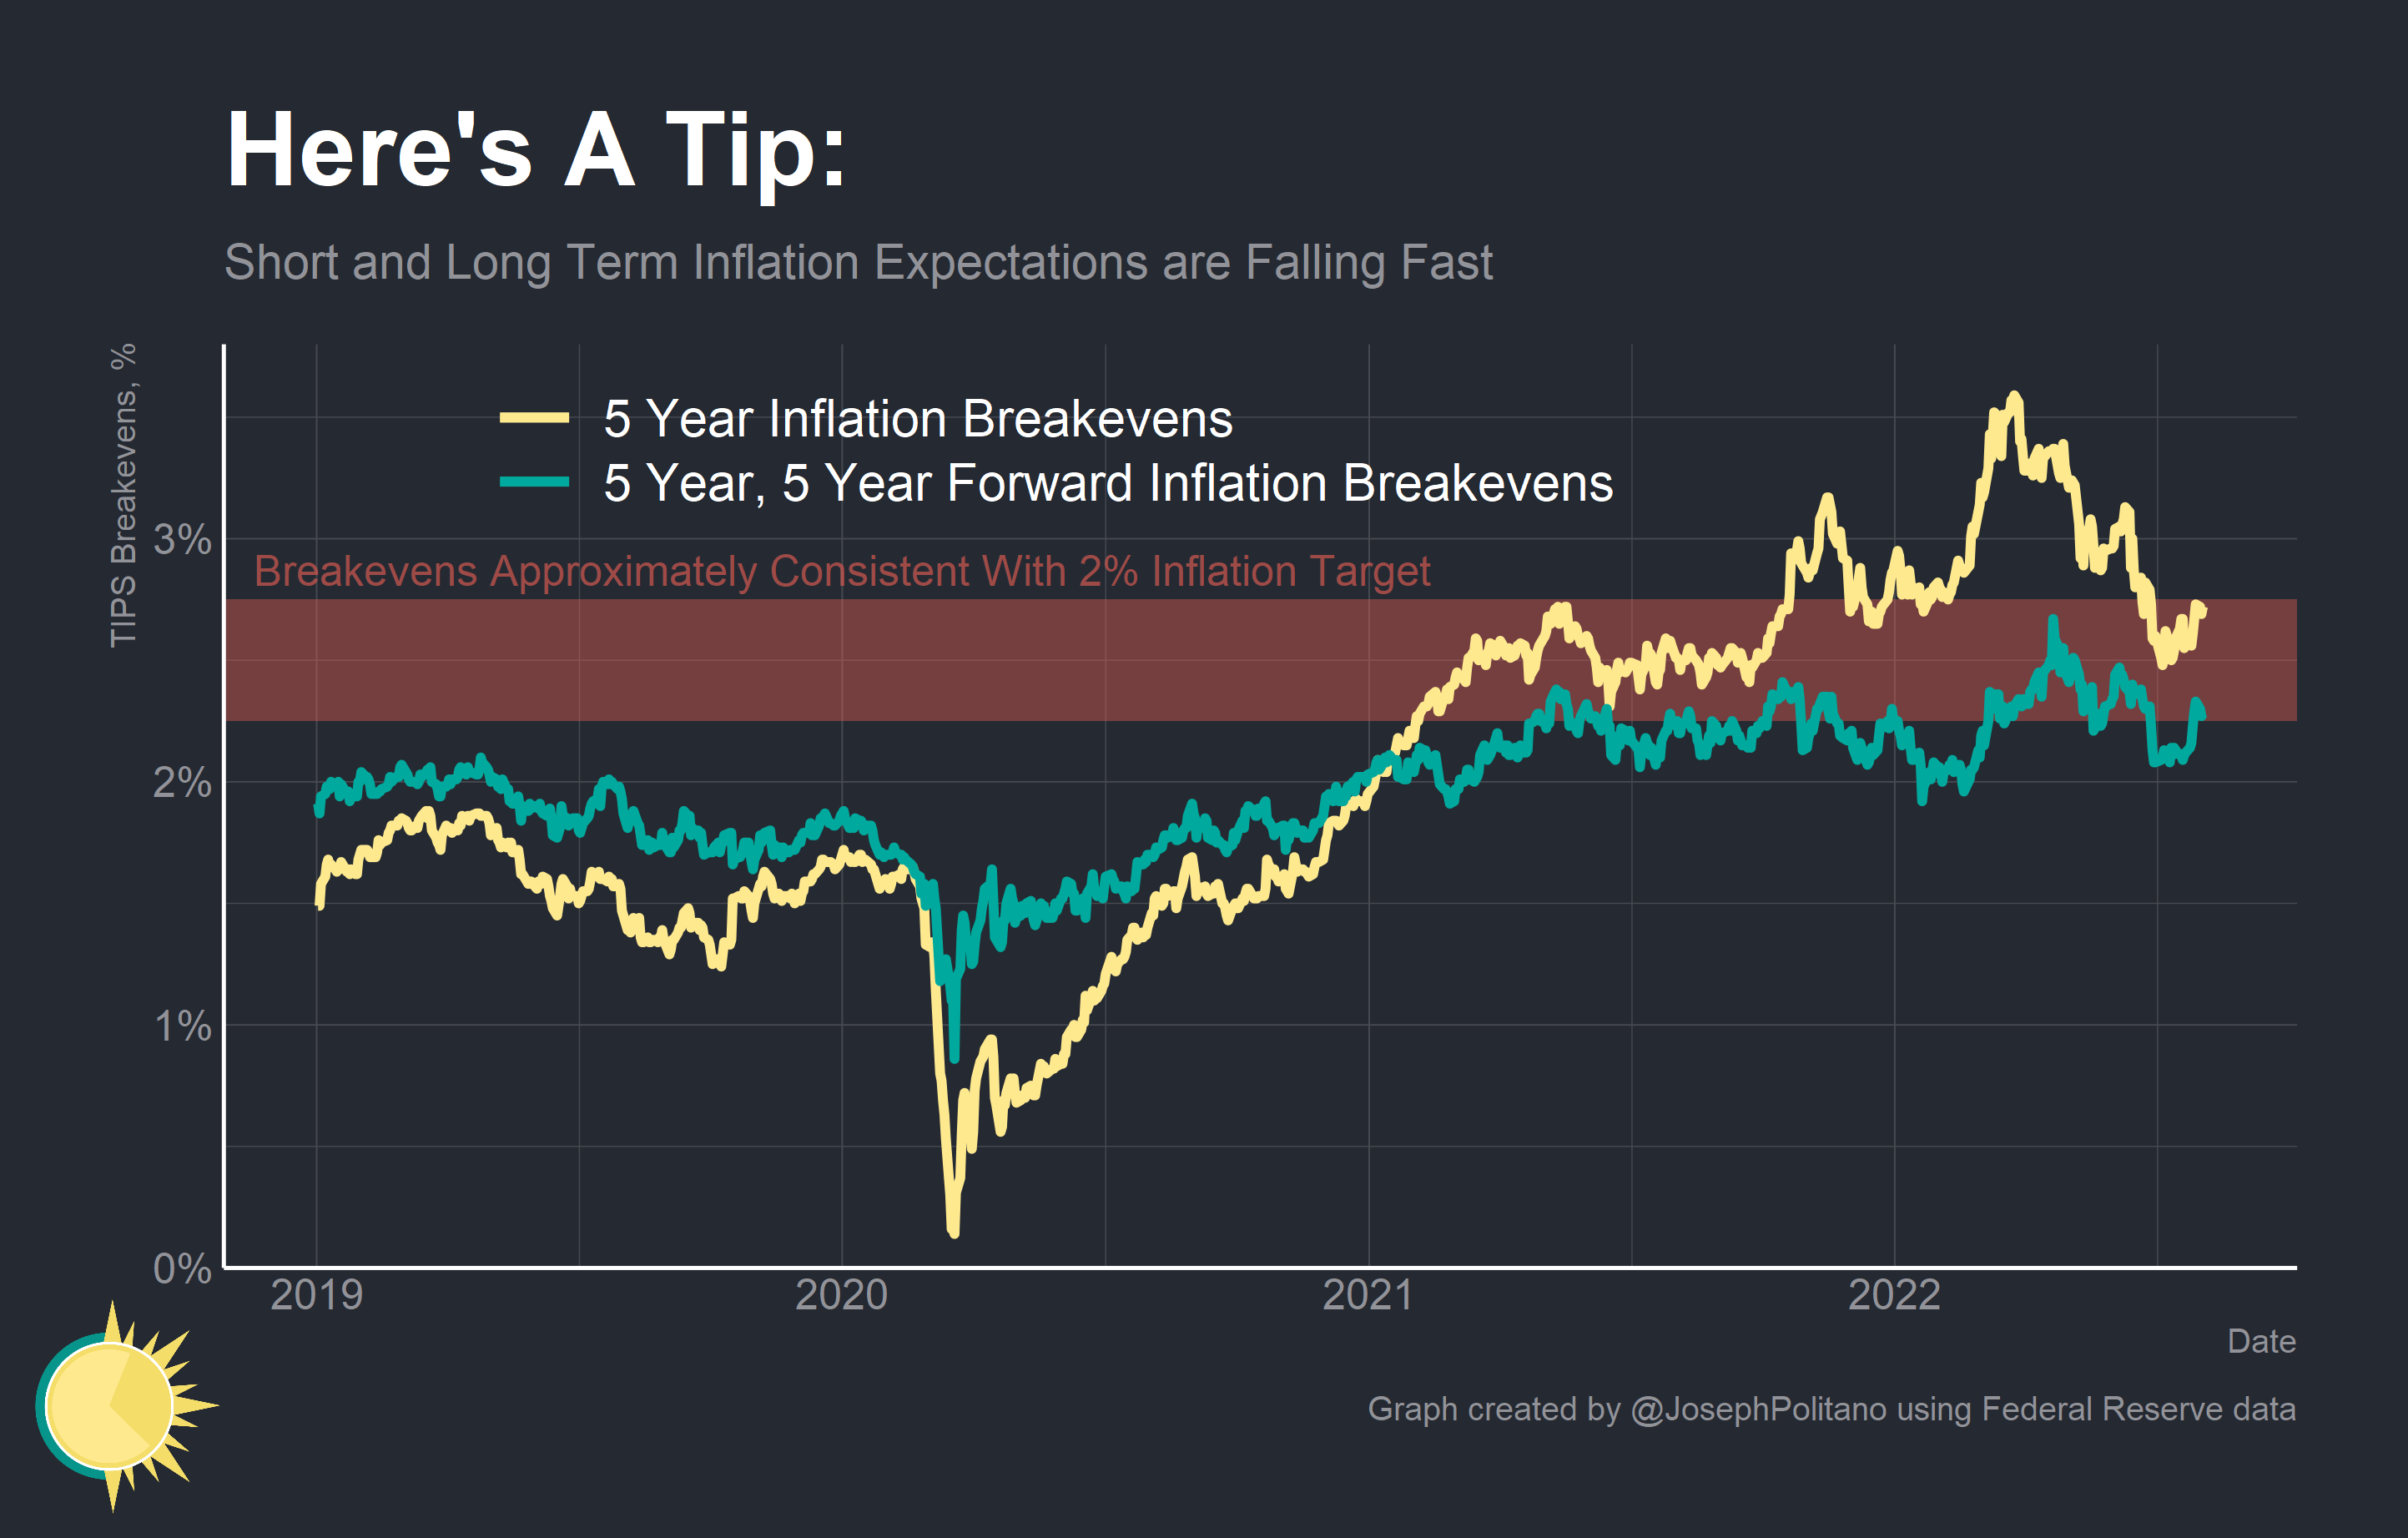 Here's A Tip:
Short and Long Term Inflation Expectations are Falling Fast
TIPS Breakevens, %
5 Year Inflation Breakevens
5 Year, 5 Year Forward Inflation Breakevens
3%
Breakevens Approximately Consistent With 2% Inflation Target
2%
1%
0%
2019
2020
2021
2022
Date
Graph created by @JosephPolitano using Federal Reserve data